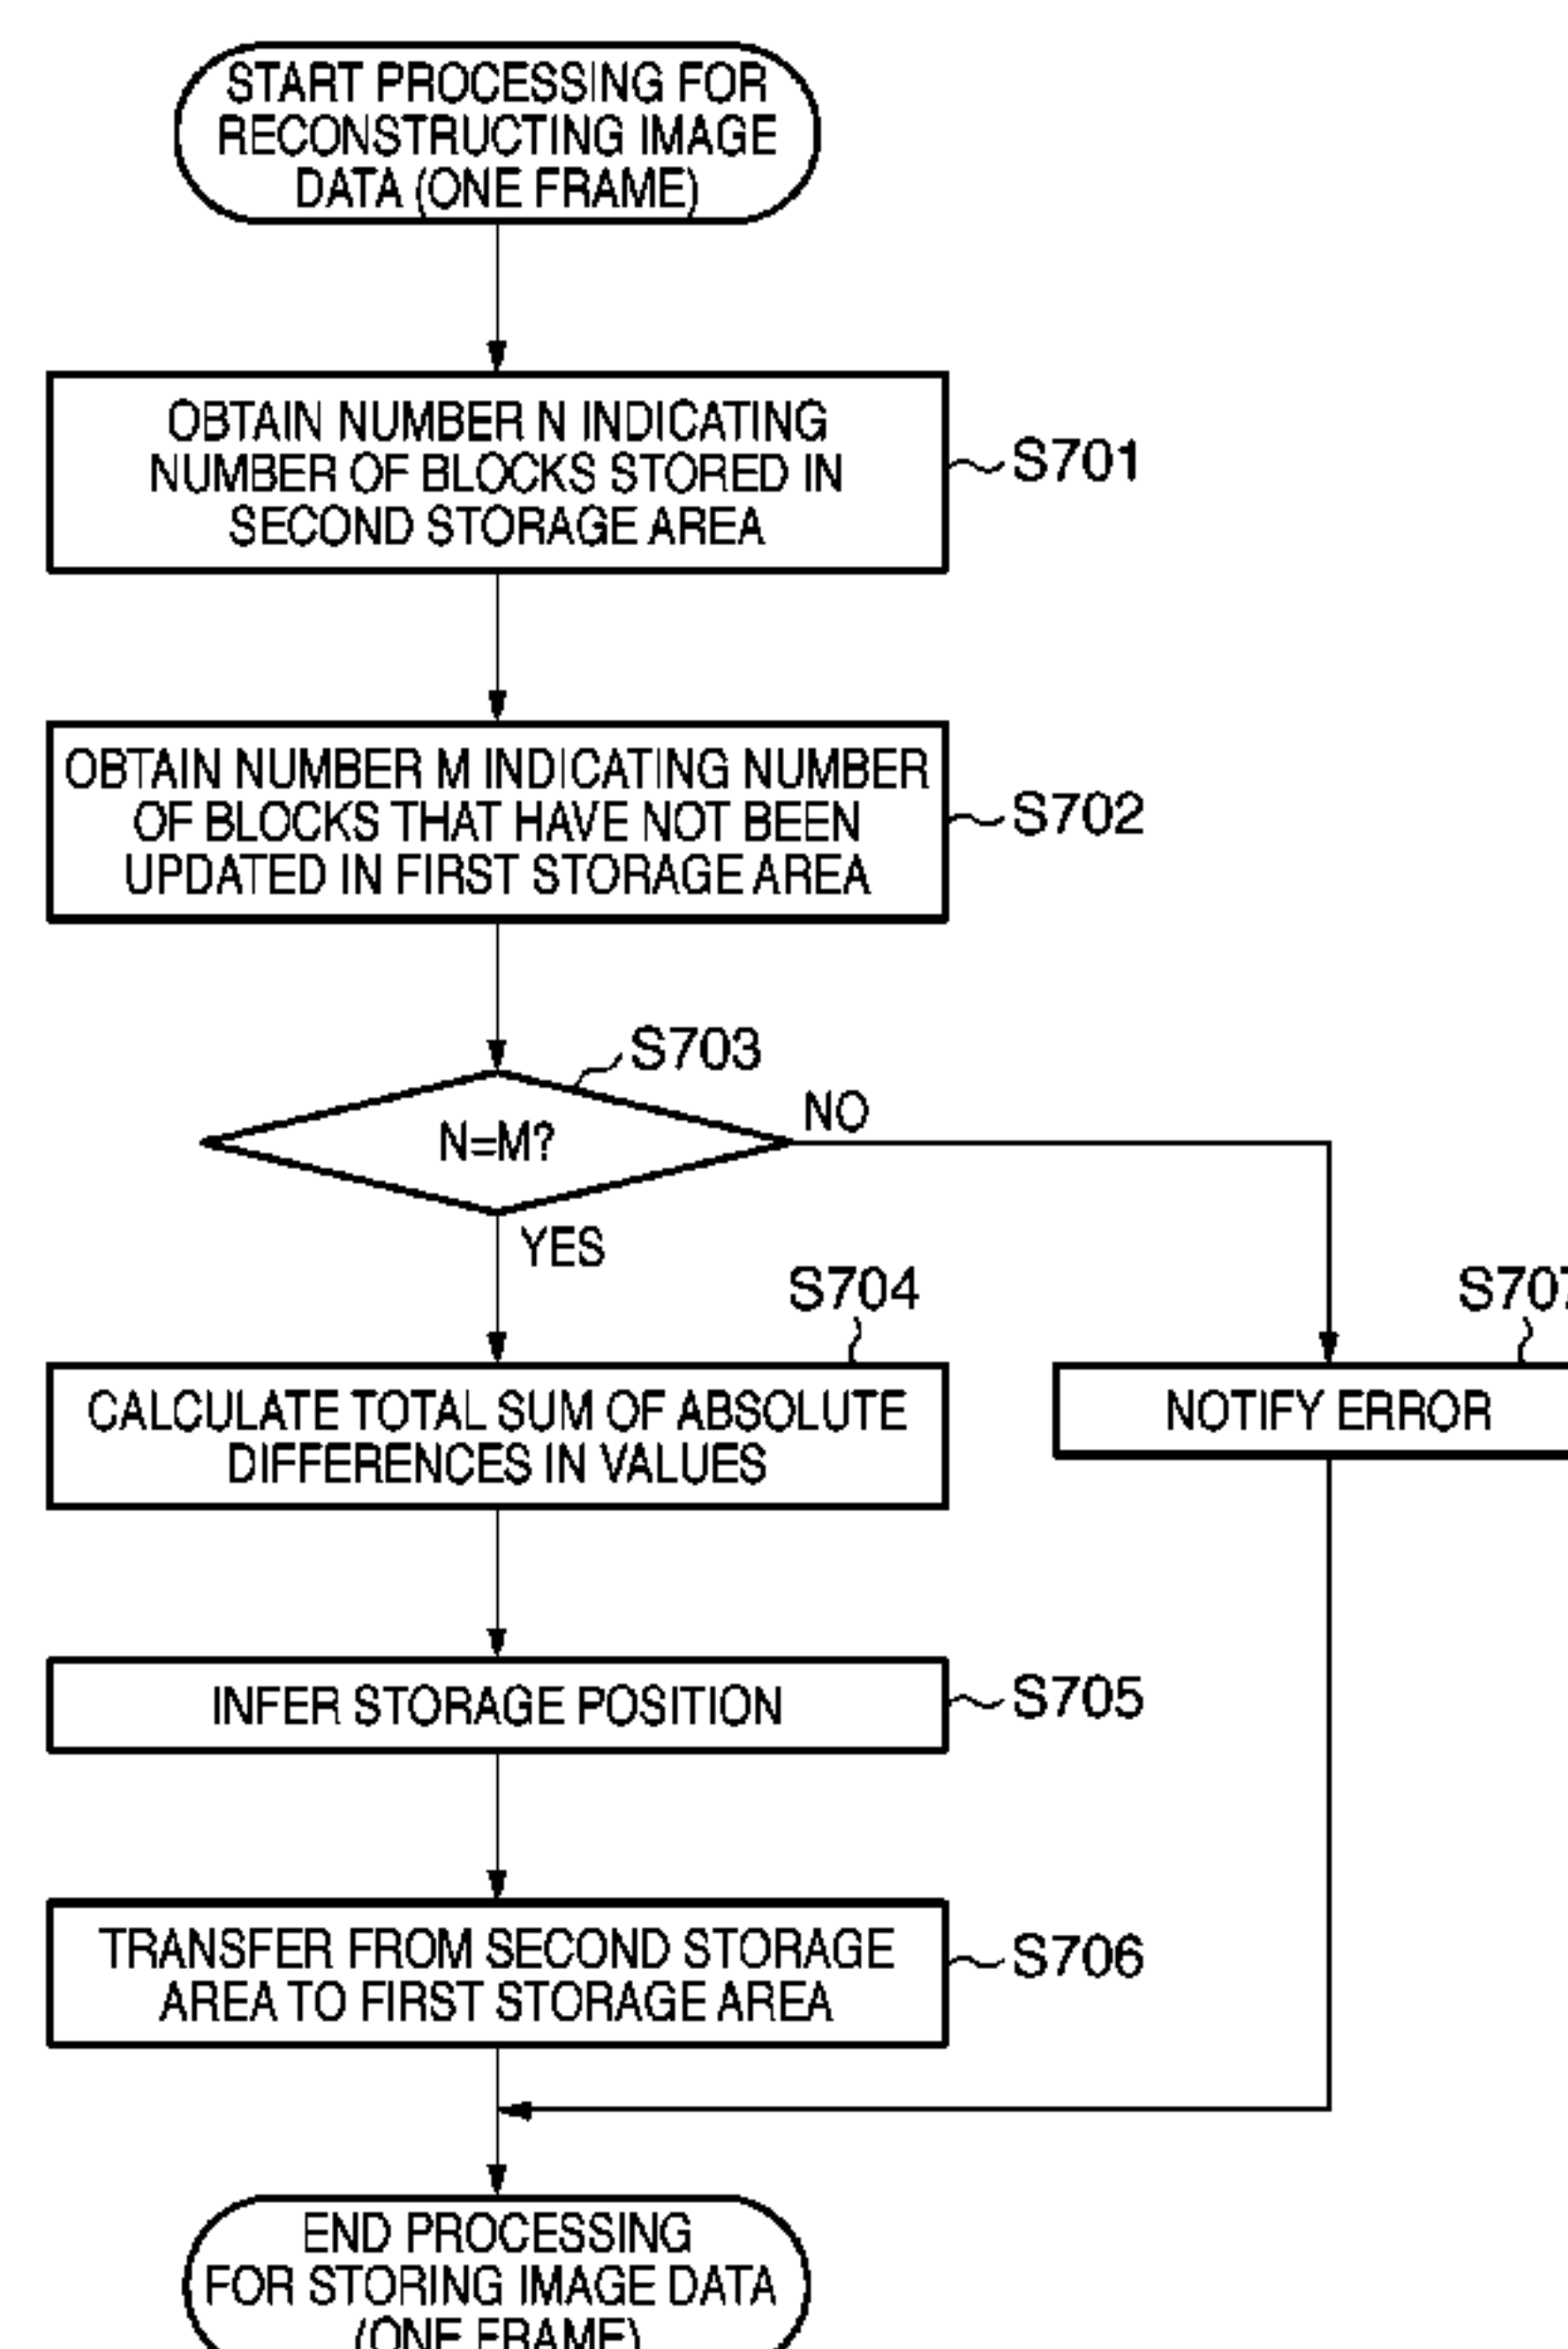 START PROCESSING FOR
RECONSTRUCTING IMAGE
DATA (ONE FRAME)
OBTAIN NUMBER N INDICATING
NUMBER OF BLOCKS STORED IN
SECOND STORAGE AREA
S701
OBTAIN NUMBER M INDICATING NUMBER
OF BLOCKS THAT HAVE NOT BEEN
UPDATED IN FIRST STORAGE AREA
S702
S703
N=M?
NO
YES
S704
CALCULATE TOTAL SUM OF ABSOLUTE
DIFFERENCES IN VALUES
S707
NOTIFY ERROR
INFER STORAGE POSITION
S705
TRANSFER FROM SECOND STORAGE
AREA TO FIRST STORAGE AREA
S706
END PROCESSING
FOR STORING IMAGE DATA
(ONE FRAME)